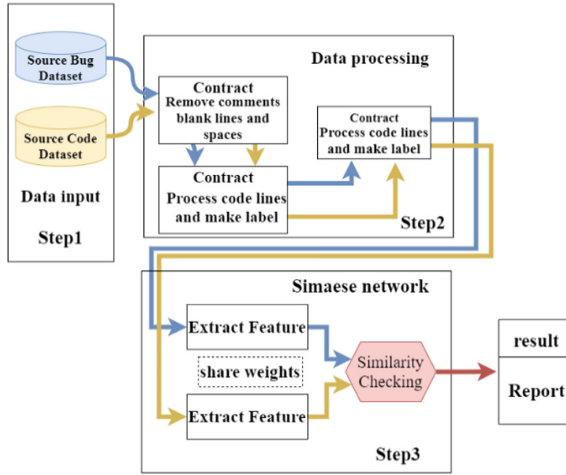 Source Bug
Dataset
Source Code
Dataset
Data input
Step1
Data processing
Contract
Remove comments
blank lines and
spaces
Contract
Process code lines
and make label
Contract
Process code lines
and make label
Step2
Simaese network
Extract Feature
share weights
Extract Feature
Similarity
Checking
Step3
result
Report